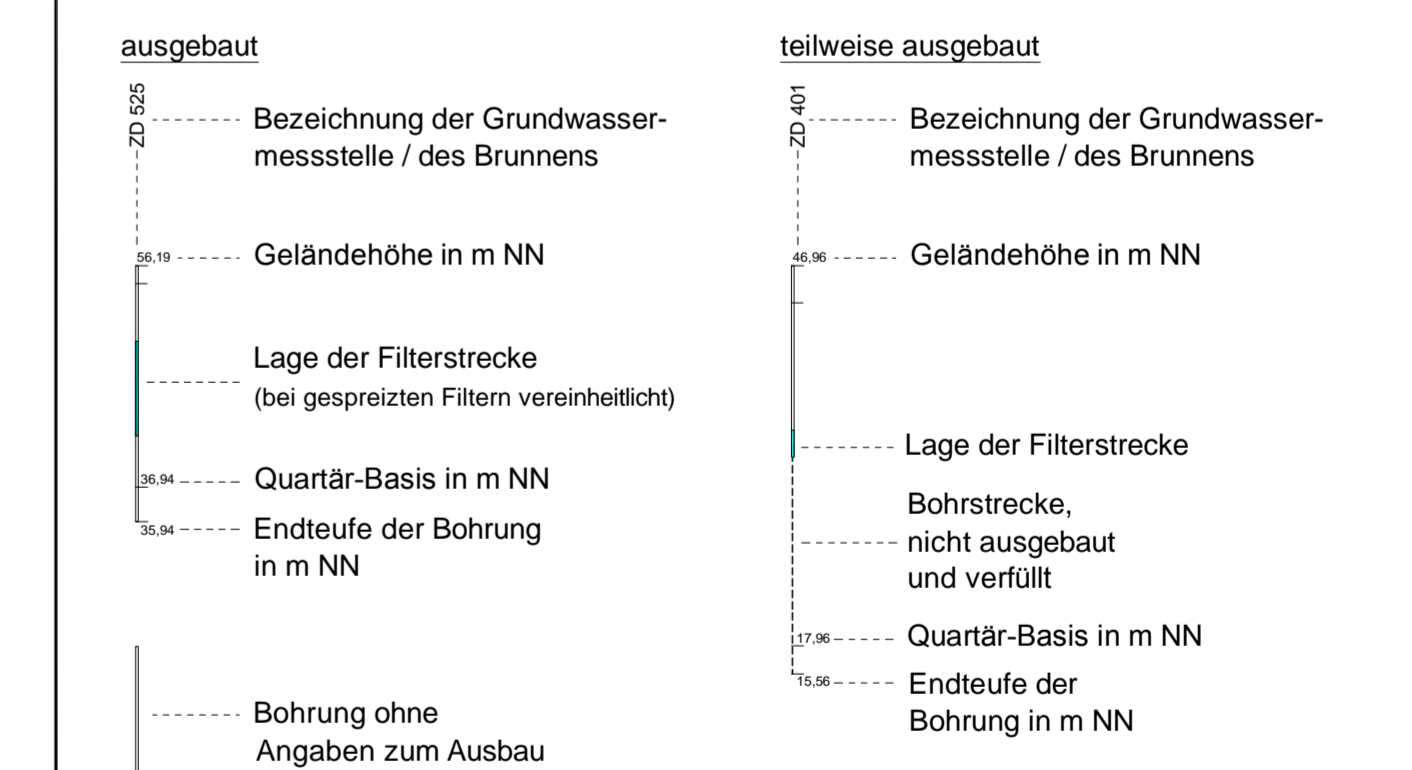 ausgebaut
ZD 525
Bezeichnung der Grundwasser-
messstelle / des Brunnens
56,19
Geländehöhe in m NN
Lage der Filterstrecke
(bei gespreizten Filtern vereinheitlicht)
36,94
Quartär-Basis in m NN
35,94
Endteufe der Bohrung
in m NN
Bohrung ohne
Angaben zum Ausbau
teilweise ausgebaut
ZD 401
Bezeichnung der Grundwasser-
messstelle / des Brunnens
46,96
Geländehöhe in m NN
Lage der Filterstrecke
Bohrstrecke,
nicht ausgebaut
und verfüllt
17,96
Quartär-Basis in m NN
15,56
Endteufe der
Bohrung in m NN